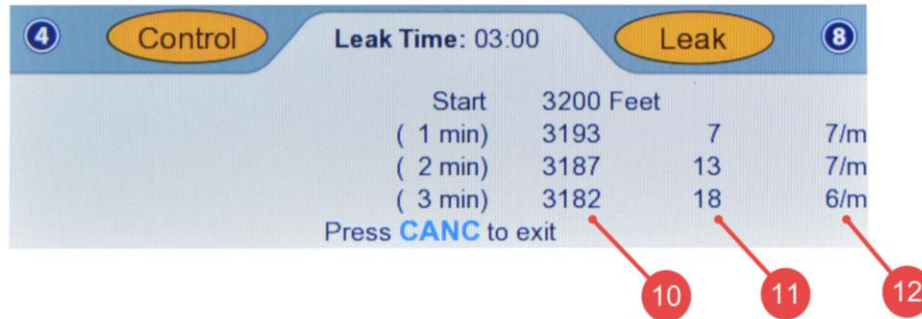 4 Control Leak Time: 03:00 Leak 8
Start 3200 Feet
( 1 min) 3193 7 7/m
( 2 min) 3187 13 7/m
( 3 min) 3182 18 6/m
Press CANC to exit
10 11 12